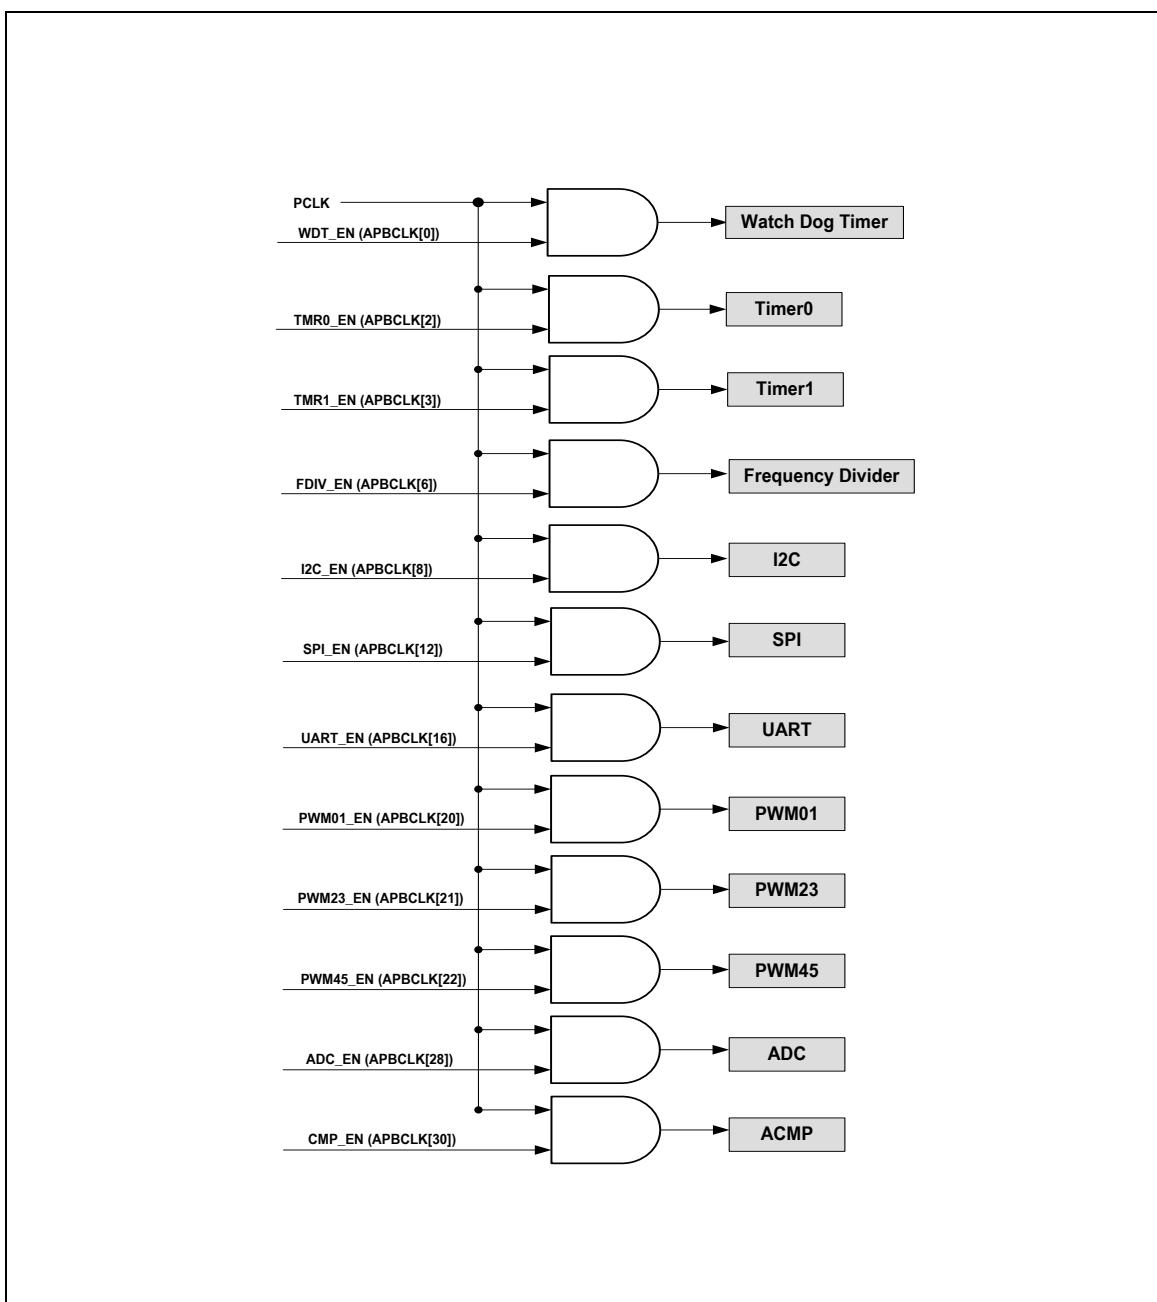 PCLK
WDT_EN (APBCLK[0])
Watch Dog Timer
TMR0_EN (APBCLK[2])
Timer0
TMR1_EN (APBCLK[3])
Timer1
FDIV_EN (APBCLK[6])
Frequency Divider
I2C_EN (APBCLK[8])
I2C
SPI_EN (APBCLK[12])
SPI
UART_EN (APBCLK[16])
UART
PWM01_EN (APBCLK[20])
PWM01
PWM23_EN (APBCLK[21])
PWM23
PWM45_EN (APBCLK[22])
PWM45
ADC_EN (APBCLK[28])
ADC
CMP_EN (APBCLK[30])
ACMP